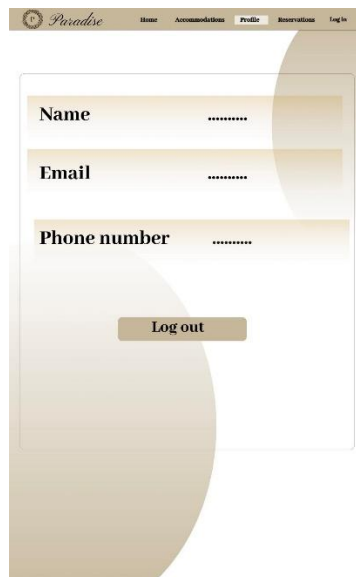 P Paradise Home Accommodations Profile Reservations Log in
Name ..........
Email ..........
Phone number ..........
Log out